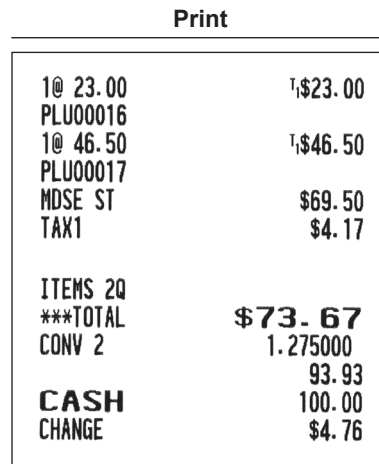 Print
1@ 23.00 T1$23.00
PLU00016
1@ 46.50 T1$46.50
PLU00017
MDSE ST $69.50
TAX1 $4.17
ITEMS 2Q
***TOTAL $73.67
CONV 2 1.275000
93.93
CASH 100.00
CHANGE $4.76